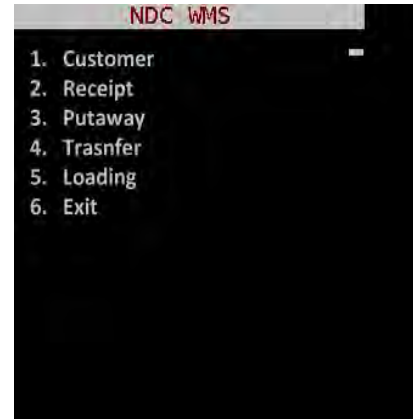 NDC WMS
1. Customer
2. Receipt
3. Putaway
4. Trasnfer
5. Loading
6. Exit